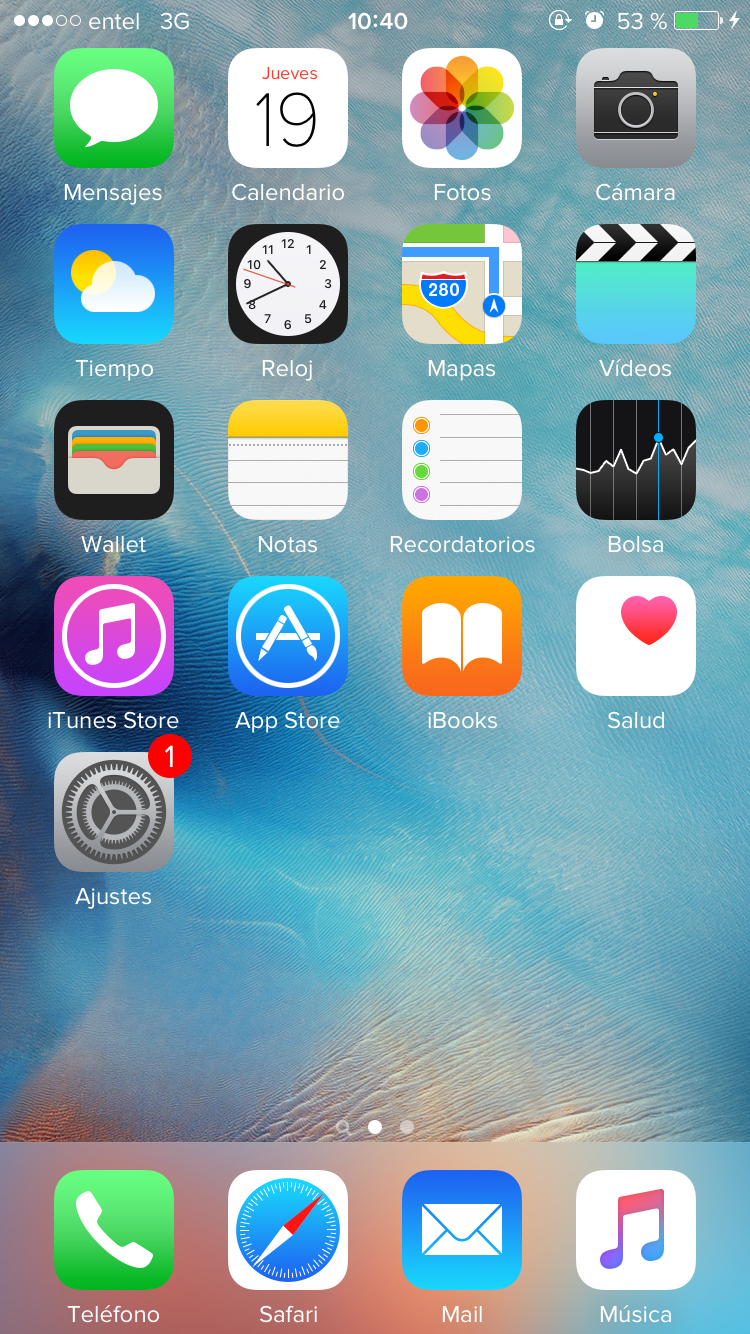 entel 3G 10:40 53 %
Jueves
19
Mensajes Calendario Fotos Cámara
12
11 1
10 2
9 3
8 4
7 5
6
280
Tiempo Reloj Mapas Vídeos
Wallet Notas Recordatorios Bolsa
iTunes Store App Store iBooks Salud
1
Ajustes
Teléfono Safari Mail Música